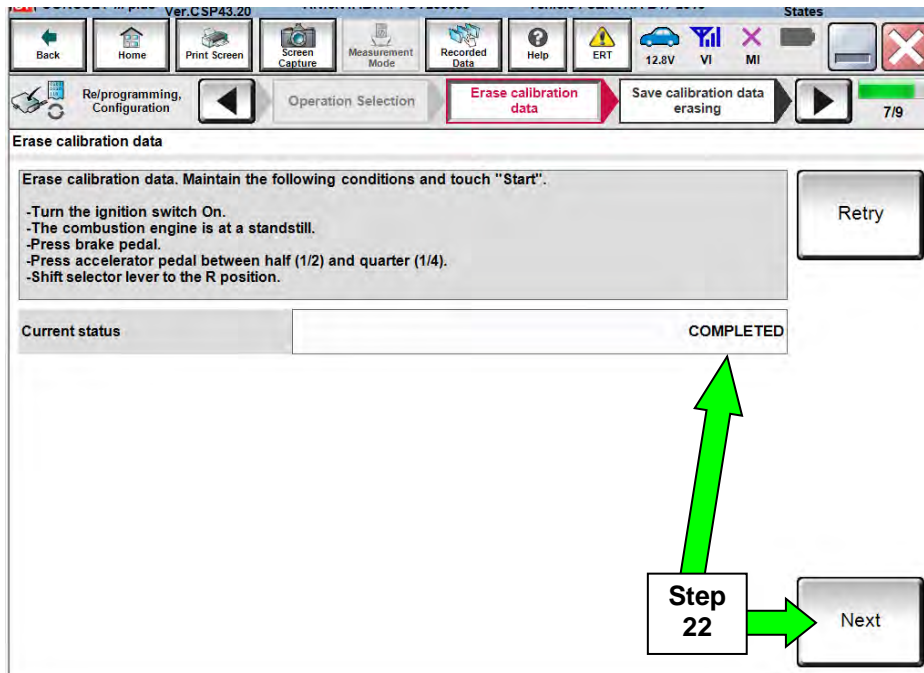 Ver.CSP43.20
States
Back
Home
Print Screen
Screen
Capture
Measurement
Mode
Recorded
Data
Help
ERT
12.8V
VI
MI
Re/programming,
Configuration
Operation Selection
Erase calibration
data
Save calibration data
erasing
7/9
Erase calibration data
Erase calibration data. Maintain the following conditions and touch "Start".
-Turn the ignition switch On.
-The combustion engine is at a standstill.
-Press brake pedal.
-Press accelerator pedal between half (1/2) and quarter (1/4).
-Shift selector lever to the R position.
Retry
Current status
COMPLETED
Step
22
Next